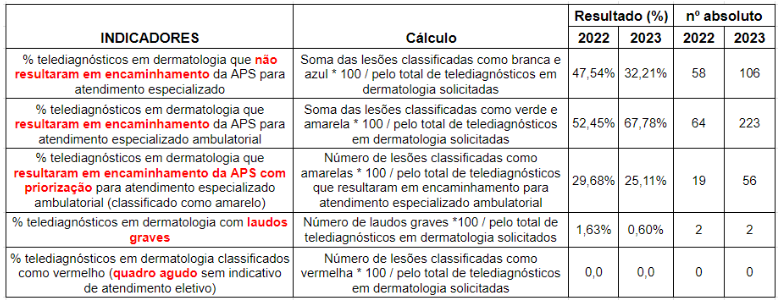 INDICADORES
Cálculo
Resultado (%)
nº absoluto
2022
2023
2022
2023
% telediagnósticos em dermatologia que não
resultaram em encaminhamento da APS para
atendimento especializado
Soma das lesões classificadas como branca e
azul * 100 / pelo total de telediagnósticos em
dermatologia solicitadas
47,54%
32,21%
58
106
% telediagnósticos em dermatologia que
resultaram em encaminhamento da APS para
atendimento especializado ambulatorial
Soma das lesões classificadas como verde e
amarela * 100 / pelo total de telediagnósticos
em dermatologia solicitadas
52,45%
67,78%
64
223
% telediagnósticos em dermatologia que
resultaram em encaminhamento da APS com
priorização para atendimento especializado
ambulatorial (classificado como amarelo)
Número de lesões classificadas como
amarelas * 100 / pelo total de telediagnósticos
que resultaram em encaminhamento para
atendimento especializado ambulatorial
29,68%
25,11%
19
56
% telediagnósticos em dermatologia com laudos
graves
Número de laudos graves *100 / pelo total de
telediagnósticos em dermatologia solicitados
1,63%
0,60%
2
2
% telediagnósticos em dermatologia classificados
como vermelho (quadro agudo sem indicativo
de atendimento eletivo)
Número de lesões classificadas como
vermelha * 100 / pelo total de telediagnósticos
em dermatologia solicitadas
0,0
0,0
0
0